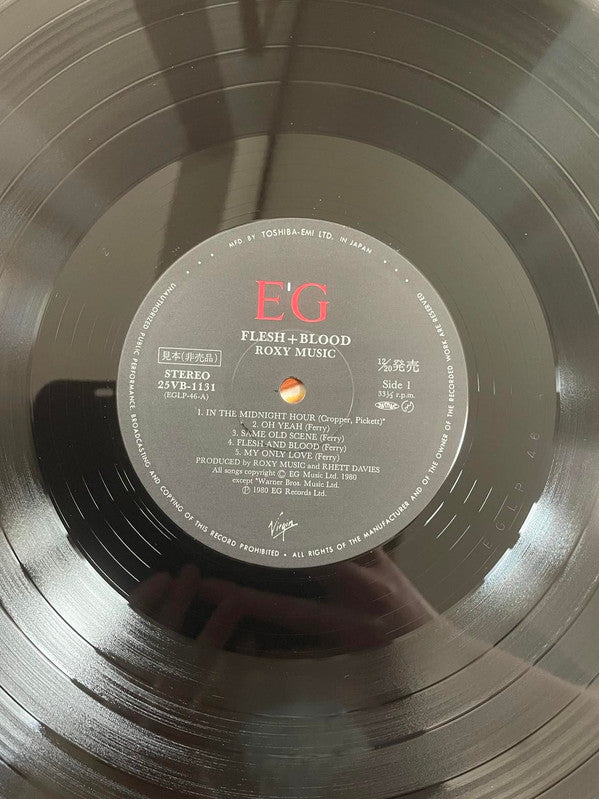 MFD BY TOSHIBA-EMI LTD. IN JAPAN
E'G
FLESH+BLOOD
ROXY MUSIC
見本(非売品)
STEREO
25VB-1131
(EGLP-46-A)
12/20発売
Side 1
33⅓ r.p.m.
1. IN THE MIDNIGHT HOUR (Cropper, Pickett)*
2. OH YEAH (Ferry)
3. SAME OLD SCENE (Ferry)
4. FLESH AND BLOOD (Ferry)
5. MY ONLY LOVE (Ferry)
PRODUCED by ROXY MUSIC and RHETT DAVIES
All songs copyright © EG Music Ltd. 1980
except *Warner Bros. Music Ltd.
℗ 1980 EG Records Ltd.
Virgin
UNAUTHORIZED PUBLIC PERFORMANCE, BROADCASTING AND COPYING OF THIS RECORD PROHIBITED • ALL RIGHTS OF THE MANUFACTURER AND OF THE OWNER OF THE RECORDED WORK ARE RESERVED
EGLP 46